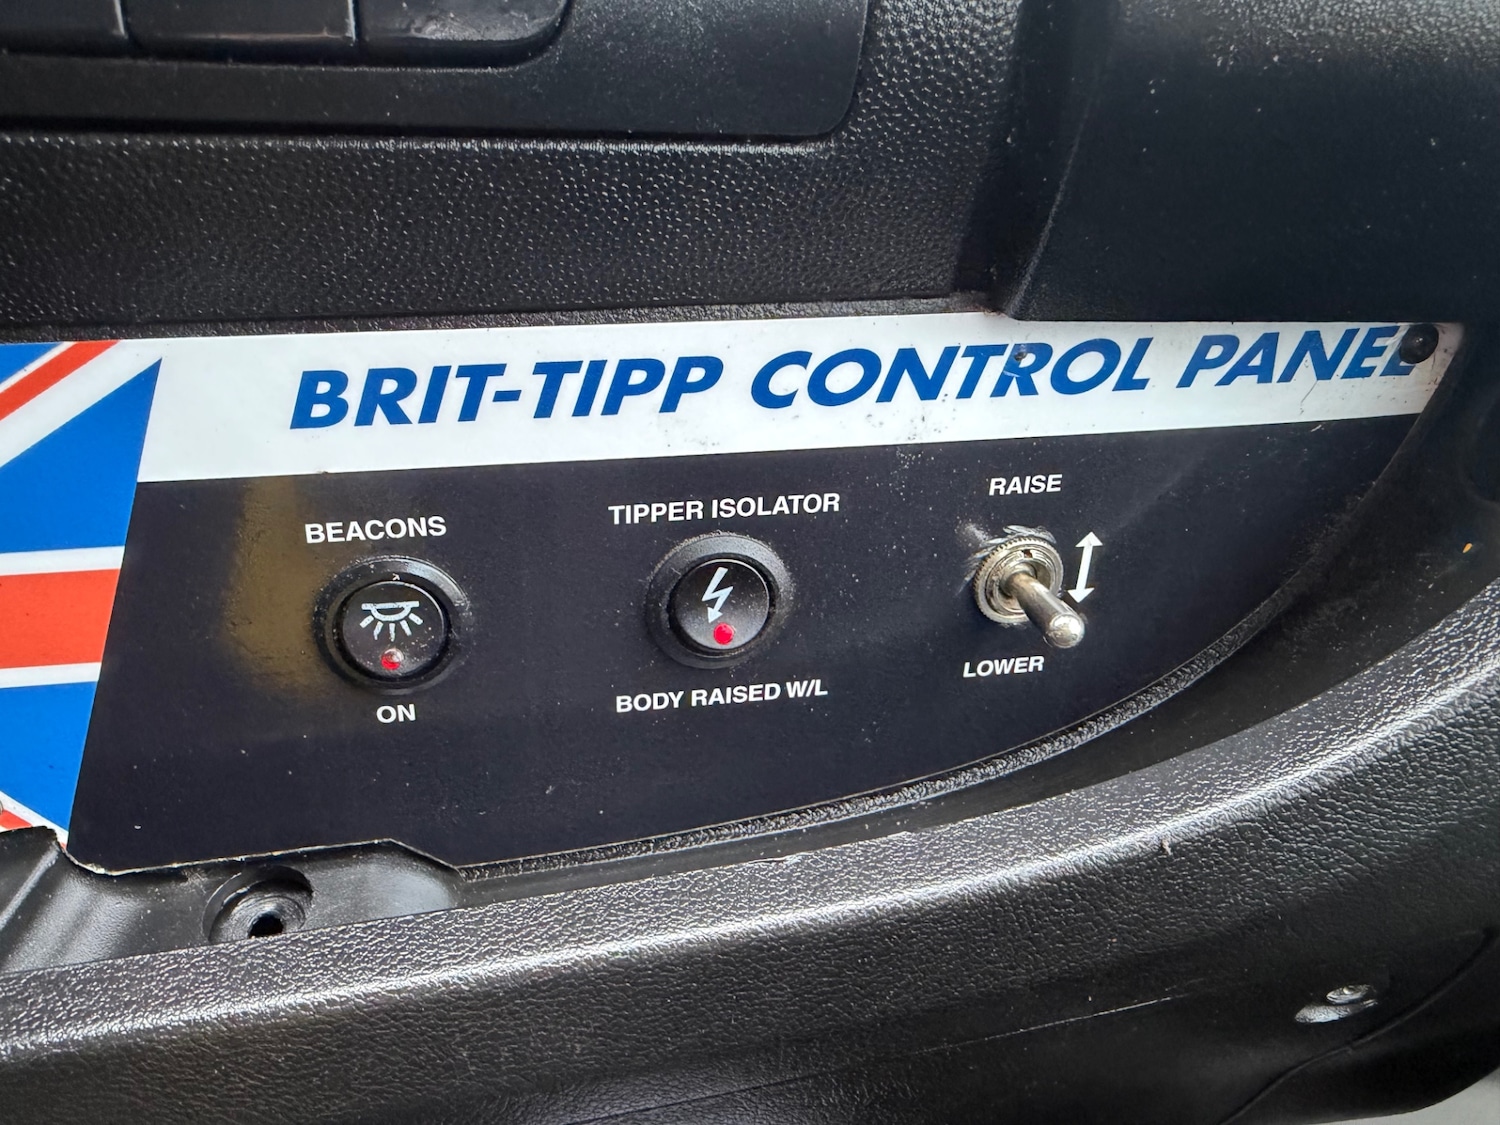 BRIT-TIPP CONTROL PANEL
BEACONS
ON
TIPPER ISOLATOR
BODY RAISED W/L
RAISE
LOWER